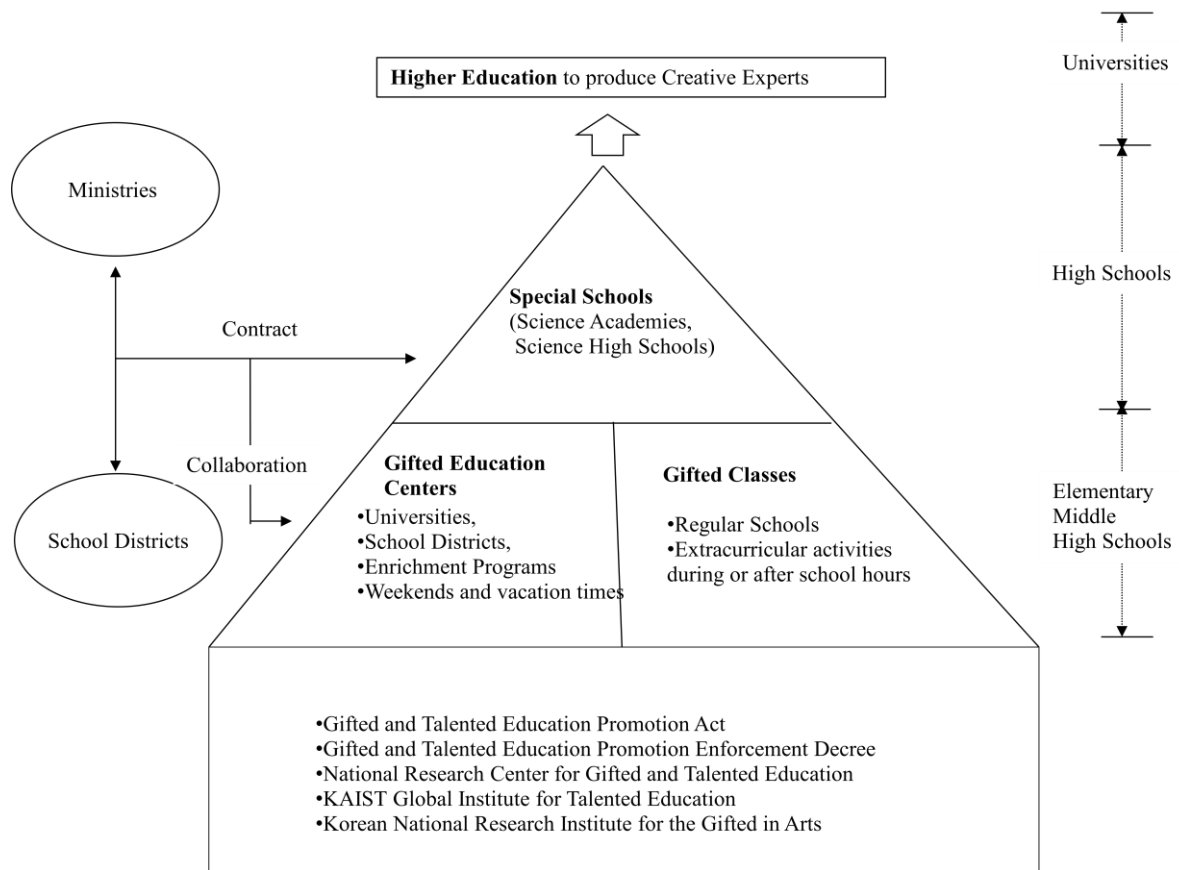 Higher Education to produce Creative Experts
Universities
Ministries
High Schools
Special Schools
(Science Academies,
Science High Schools)
Contract
Collaboration
Gifted Education
Centers
•Universities,
•School Districts,
•Enrichment Programs
•Weekends and vacation times
Gifted Classes
•Regular Schools
•Extracurricular activities
during or after school hours
Elementary
Middle
High Schools
School Districts
•Gifted and Talented Education Promotion Act
•Gifted and Talented Education Promotion Enforcement Decree
•National Research Center for Gifted and Talented Education
•KAIST Global Institute for Talented Education
•Korean National Research Institute for the Gifted in Arts